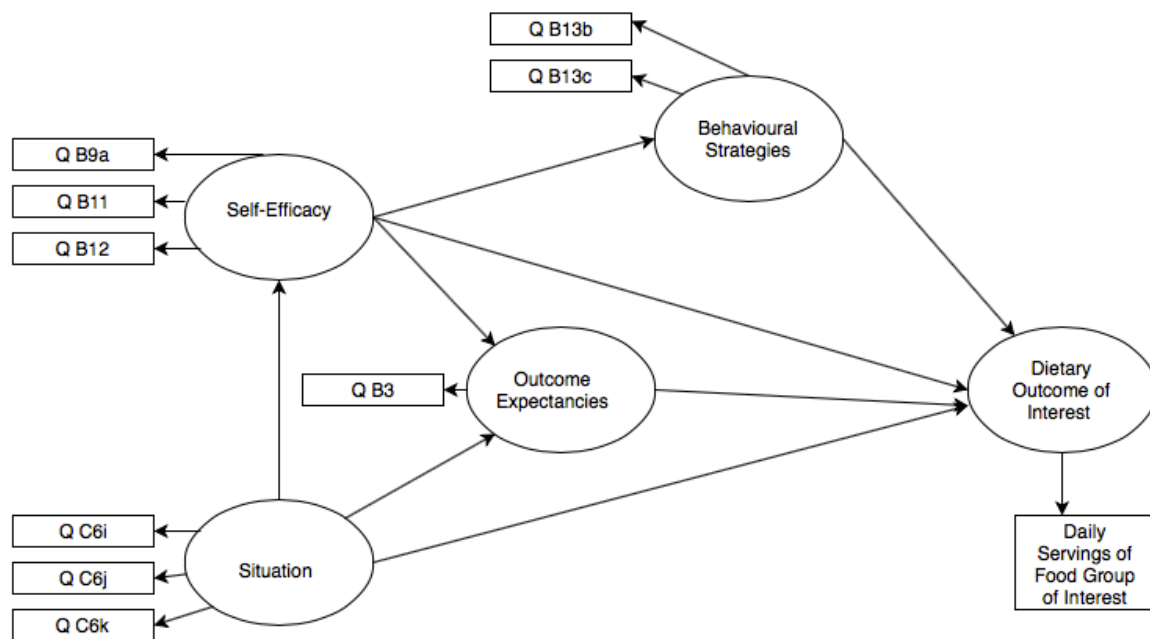 Q B13b
Q B13c
Behavioural
Strategies
Q B9a
Q B11
Q B12
Self-Efficacy
Q B3
Outcome
Expectancies
Dietary
Outcome of
Interest
Q C6i
Q C6j
Q C6k
Situation
Daily
Servings of
Food Group
of Interest